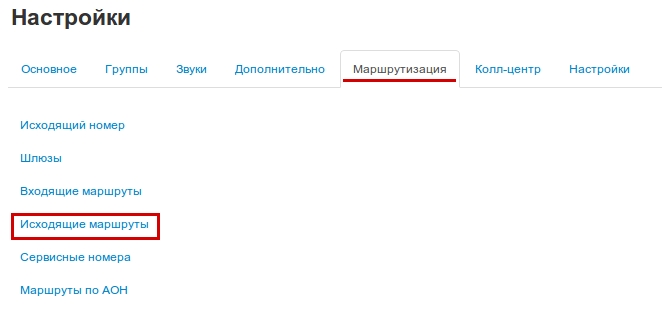 Настройки
Основное Группы Звуки Дополнительно Маршрутизация Колл-центр Настройки
Исходящий номер
Шлюзы
Входящие маршруты
Исходящие маршруты
Сервисные номера
Маршруты по АОН